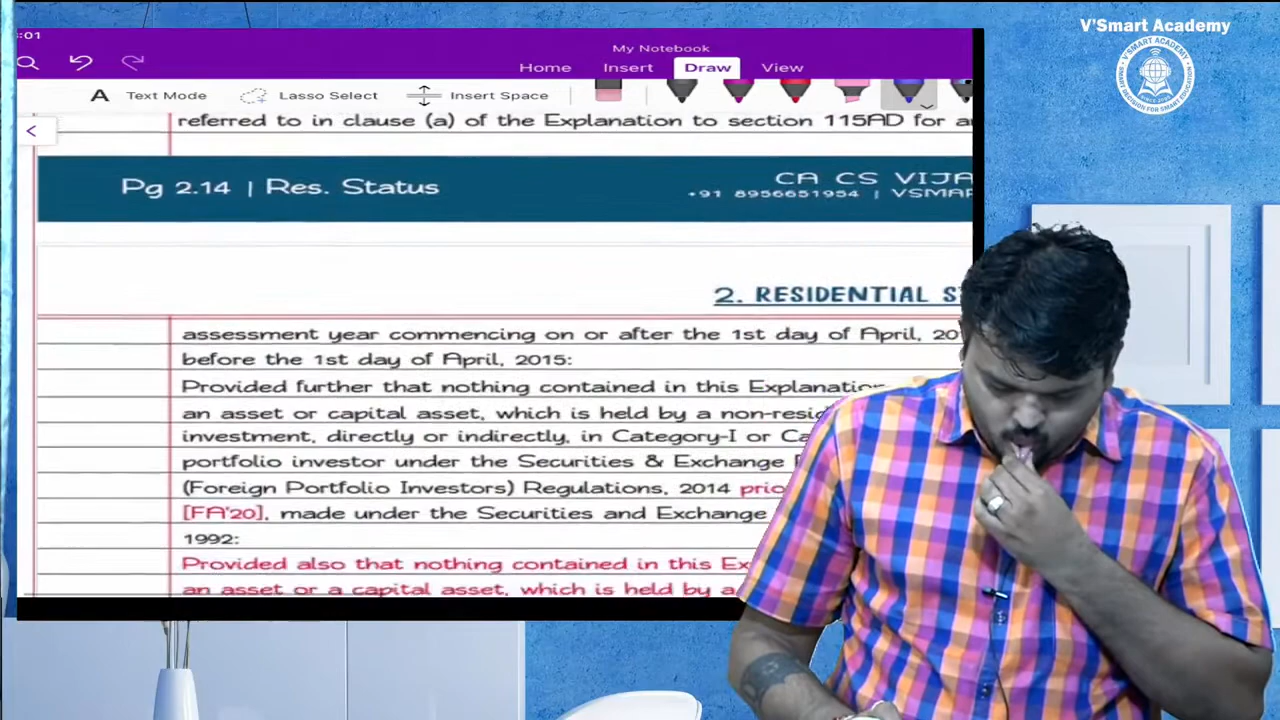 V'Smart Academy
:01
My Notebook
Home Insert Draw View
A Text Mode Lasso Select Insert Space
referred to in clause (a) of the Explanation to section 115AD for
Pg 2.14 | Res. Status
CA CS VIJA
+91 8956651954 | VSMAR
2. RESIDENTIAL S
assessment year commencing on or after the 1st day of April, 20
before the 1st day of April, 2015:
Provided further that nothing contained in this Explanation
an asset or capital asset, which is held by a non-resid
investment, directly or indirectly, in Category-I or Ca
portfolio investor under the Securities & Exchange
(Foreign Portfolio Investors) Regulations, 2014 prio
[FA'20], made under the Securities and Exchange
1992:
Provided also that nothing contained in this Ex
an asset or a capital asset, which is held by a